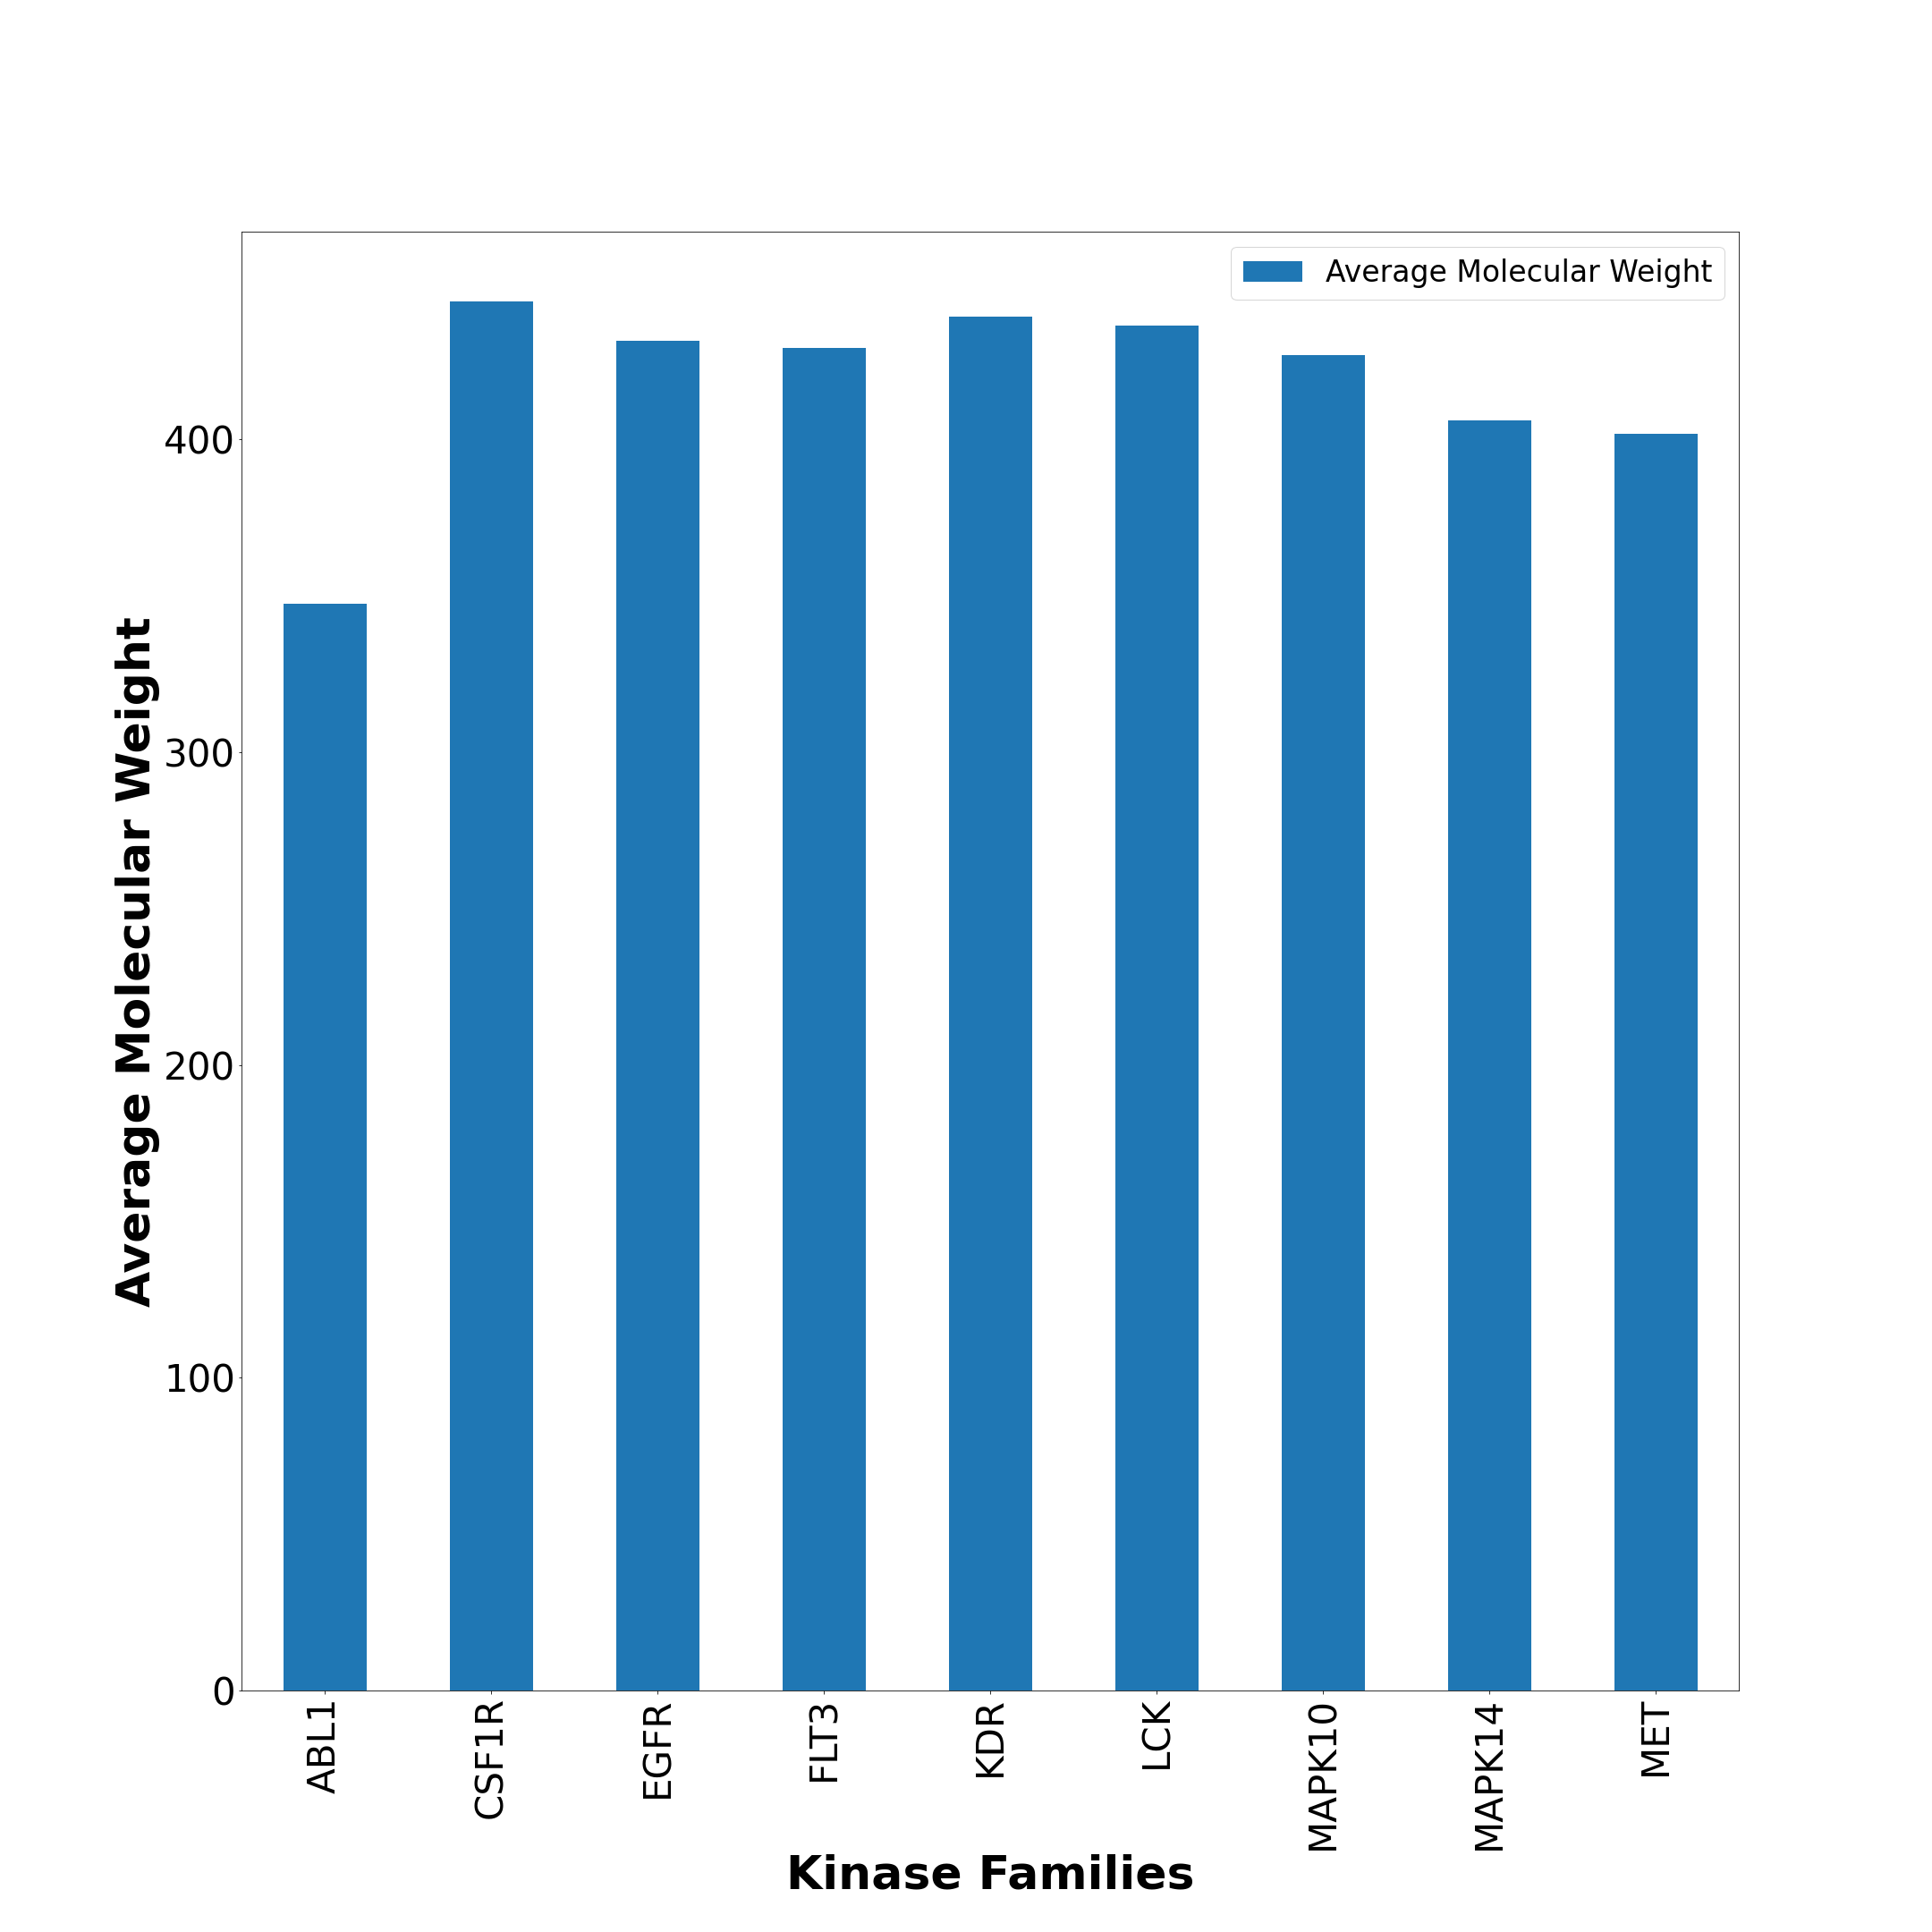 Average Molecular Weight
Average Molecular Weight
400
300
200
100
0
ABL1
CSF1R
EGFR
FLT3
KDR
LCK
MAPK10
MAPK14
MET
Kinase Families